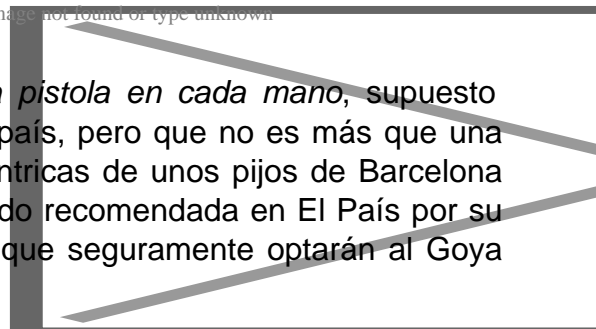 age not found or type unknown
pistola en cada mano, supuesto
país, pero que no es más que una
ntricas de unos pijos de Barcelona
do recomendada en El País por su
que seguramente optarán al Goya